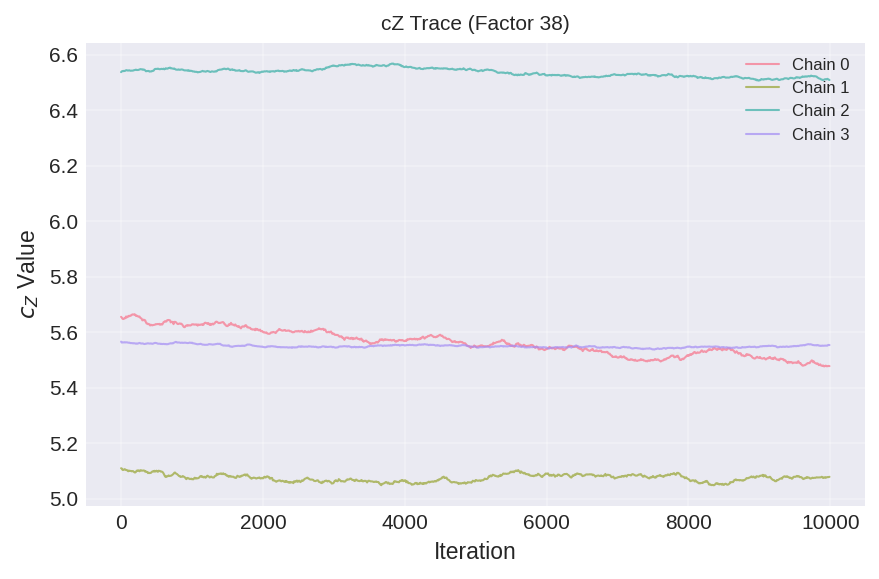 cZ Trace (Factor 38)
6.6
6.4
6.2
6.0
5.8
5.6
5.4
5.2
5.0
cZ Value
Chain 0
Chain 1
Chain 2
Chain 3
0 2000 4000 6000 8000 10000
Iteration